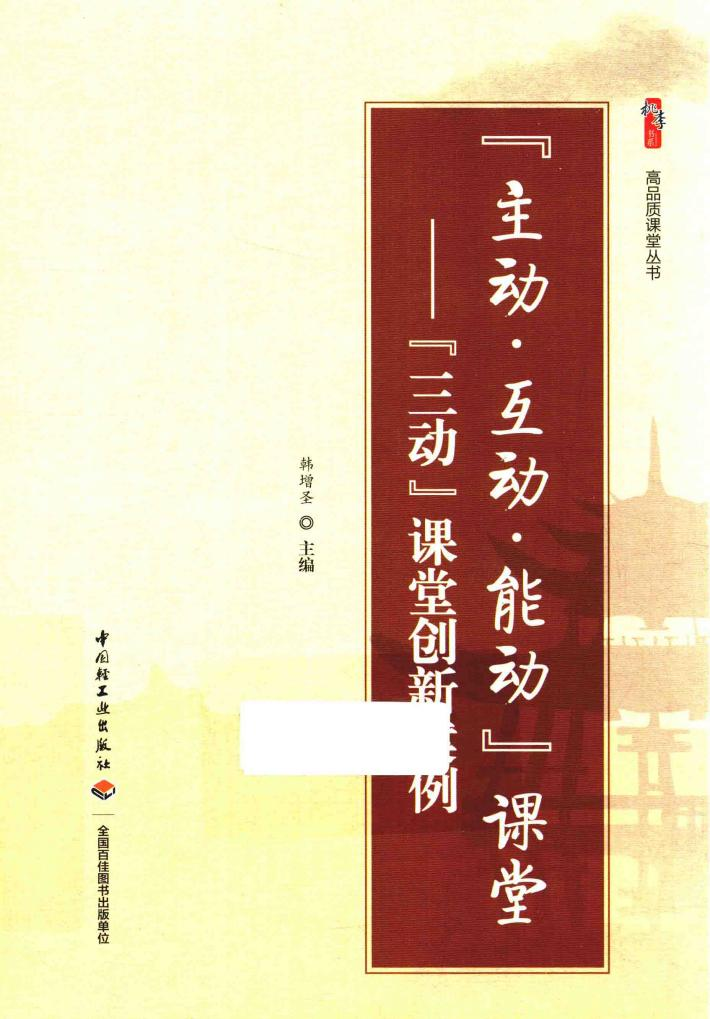 桃李
书系
高品质课堂丛书
『主动·互动·能动』课堂
——『三动』课堂创新 例
韩增圣◎主编
中国轻工业出版社
全国百佳图书出版单位